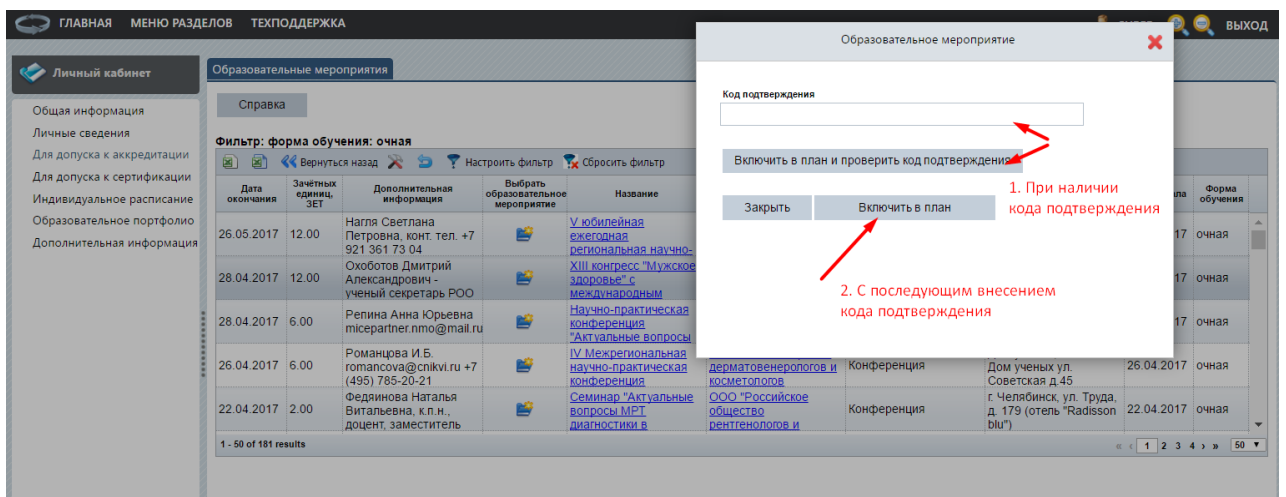 ГЛАВНАЯ МЕНЮ РАЗДЕЛОВ ТЕХПОДДЕРЖКА
ВЫХОД
Личный кабинет
Общая информация
Личные сведения
Для допуска к аккредитации
Для допуска к сертификации
Индивидуальное расписание
Образовательное портфолио
Дополнительная информация
Образовательные мероприятия
Справка
Фильтр: форма обучения: очная
Вернуться назад Настроить фильтр Сбросить фильтр
Дата окончания
Зачётных единиц, ЗЕТ
Дополнительная информация
Выбрать образовательное мероприятие
Название
Форма обучения
26.05.2017 12.00
Нагля Светлана
Петровна, конт. тел. +7
921 361 73 04
V юбилейная
ежегодная
региональная научно-
17 очная
28.04.2017 12.00
Охоботов Дмитрий
Александрович -
ученый секретарь РОО
XIII конгресс "Мужское
здоровье" с
международным
17 очная
28.04.2017 6.00
Репина Анна Юрьевна
micepartner.nmo@mail.ru
Научно-практическая
конференция
"Актуальные вопросы
17 очная
26.04.2017 6.00
Романцова И.Б.
romancova@cnikvi.ru +7
(495) 785-20-21
IV Межрегиональная
научно-практическая
конференция
дерматовенерологов и
косметологов
Конференция
Дом ученых ул.
Советская д.45
26.04.2017 очная
22.04.2017 2.00
Федянинова Наталья
Витальевна, к.п.н.,
доцент, заместитель
Семинар "Актуальные
вопросы МРТ
диагностики в
ООО "Российское
общество
рентгенологов и
Конференция
г. Челябинск, ул. Труда,
д. 179 (отель "Radisson
blu")
22.04.2017 очная
1 - 50 of 181 results
« ‹ 1 2 3 4 › » 50
Образовательное мероприятие
Код подтверждения
Включить в план и проверить код подтверждения
1. При наличии
кода подтверждения
Закрыть Включить в план
2. С последующим внесением
кода подтверждения